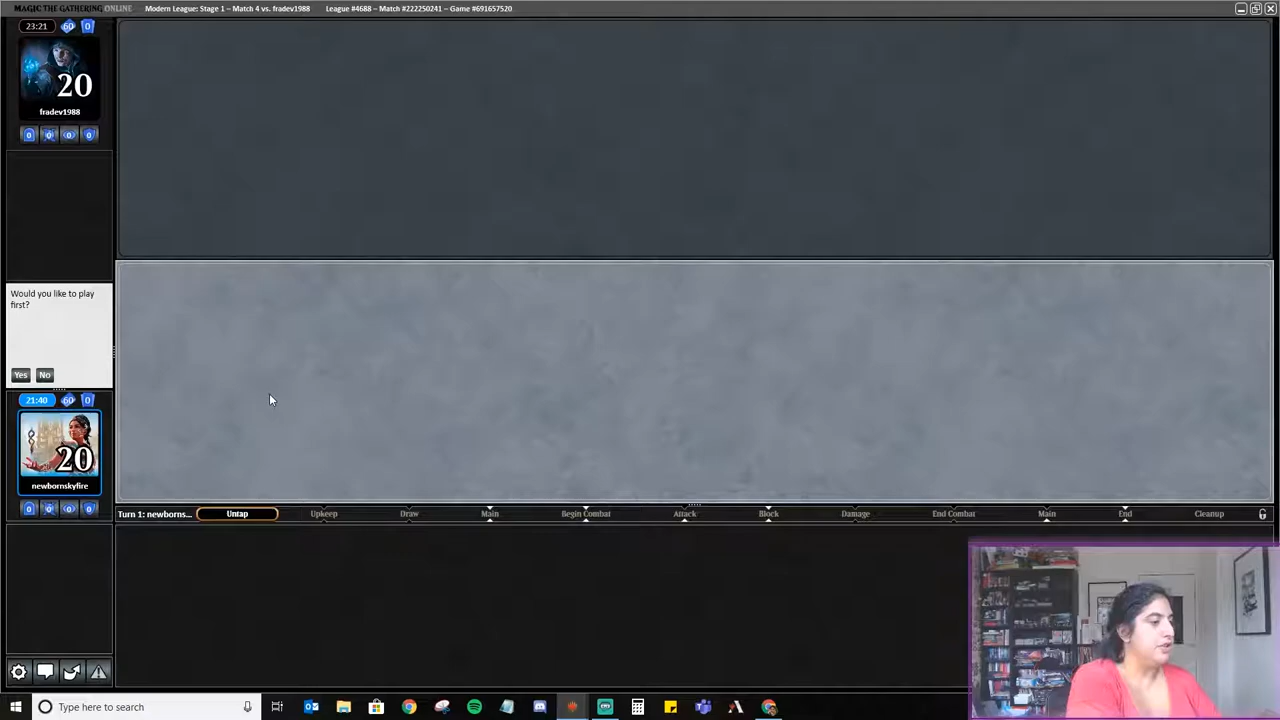 MAGIC THE GATHERING ONLINE
Modern League: Stage 1 – Match 4 vs. fradev1988
League #4688 – Match #222250241 – Game #691657520
23:21
60
0
20
fradev1988
0
0
0
0
Would you like to play
first?
Yes
No
21:40
60
0
20
newbornskyfire
0
0
0
0
Turn 1: newborns...
Untap
Upkeep
Draw
Main
Begin Combat
Attack
Block
Damage
End Combat
Main
End
Cleanup
Type here to search